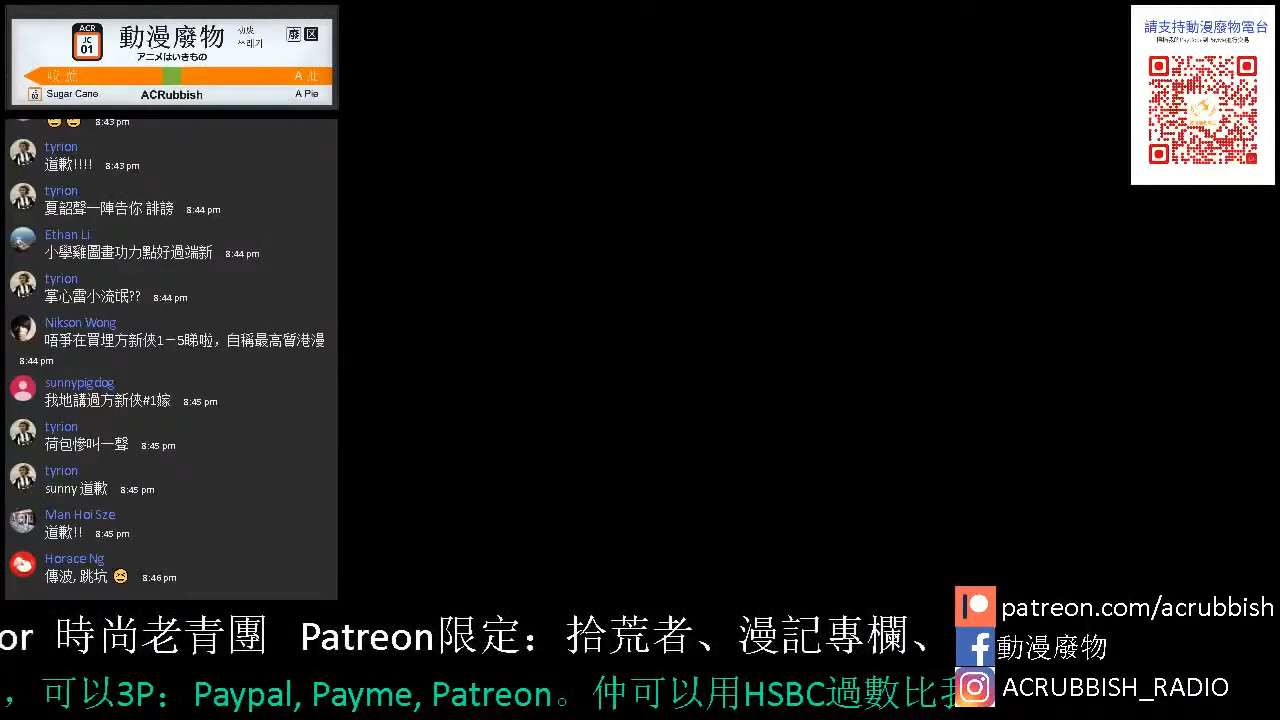 ACR
JC
01
動漫廢物
アニメはいきもの
쓰레기
廢 区
A
02 Sugar Cane
ACRubbish
A Pie
8:43 pm
tyrion
道歉!!!! 8:43 pm
tyrion
夏韶聲一陣告你 誹謗 8:44 pm
Ethan Li
小學雞圖畫功力點好過端新 8:44 pm
tyrion
掌心雷小流氓?? 8:44 pm
Nikson Wong
唔爭在買埋方新俠1－5睇啦，自稱最高質港漫
8:44 pm
sunnypigdog
我地講過方新俠#1嫁 8:45 pm
tyrion
荷包慘叫一聲 8:45 pm
tyrion
sunny 道歉 8:45 pm
Man Hoi Sze
道歉!! 8:45 pm
Horace Ng
傳波, 跳坑 😆 8:46 pm
請支持動漫廢物電台
or 時尚老青團 Patreon限定：拾荒者、漫記專欄、
，可以3P：Paypal, Payme, Patreon。仲可以用HSBC過數比我
patreon.com/acrubbish
動漫廢物
ACRUBBISH_RADIO